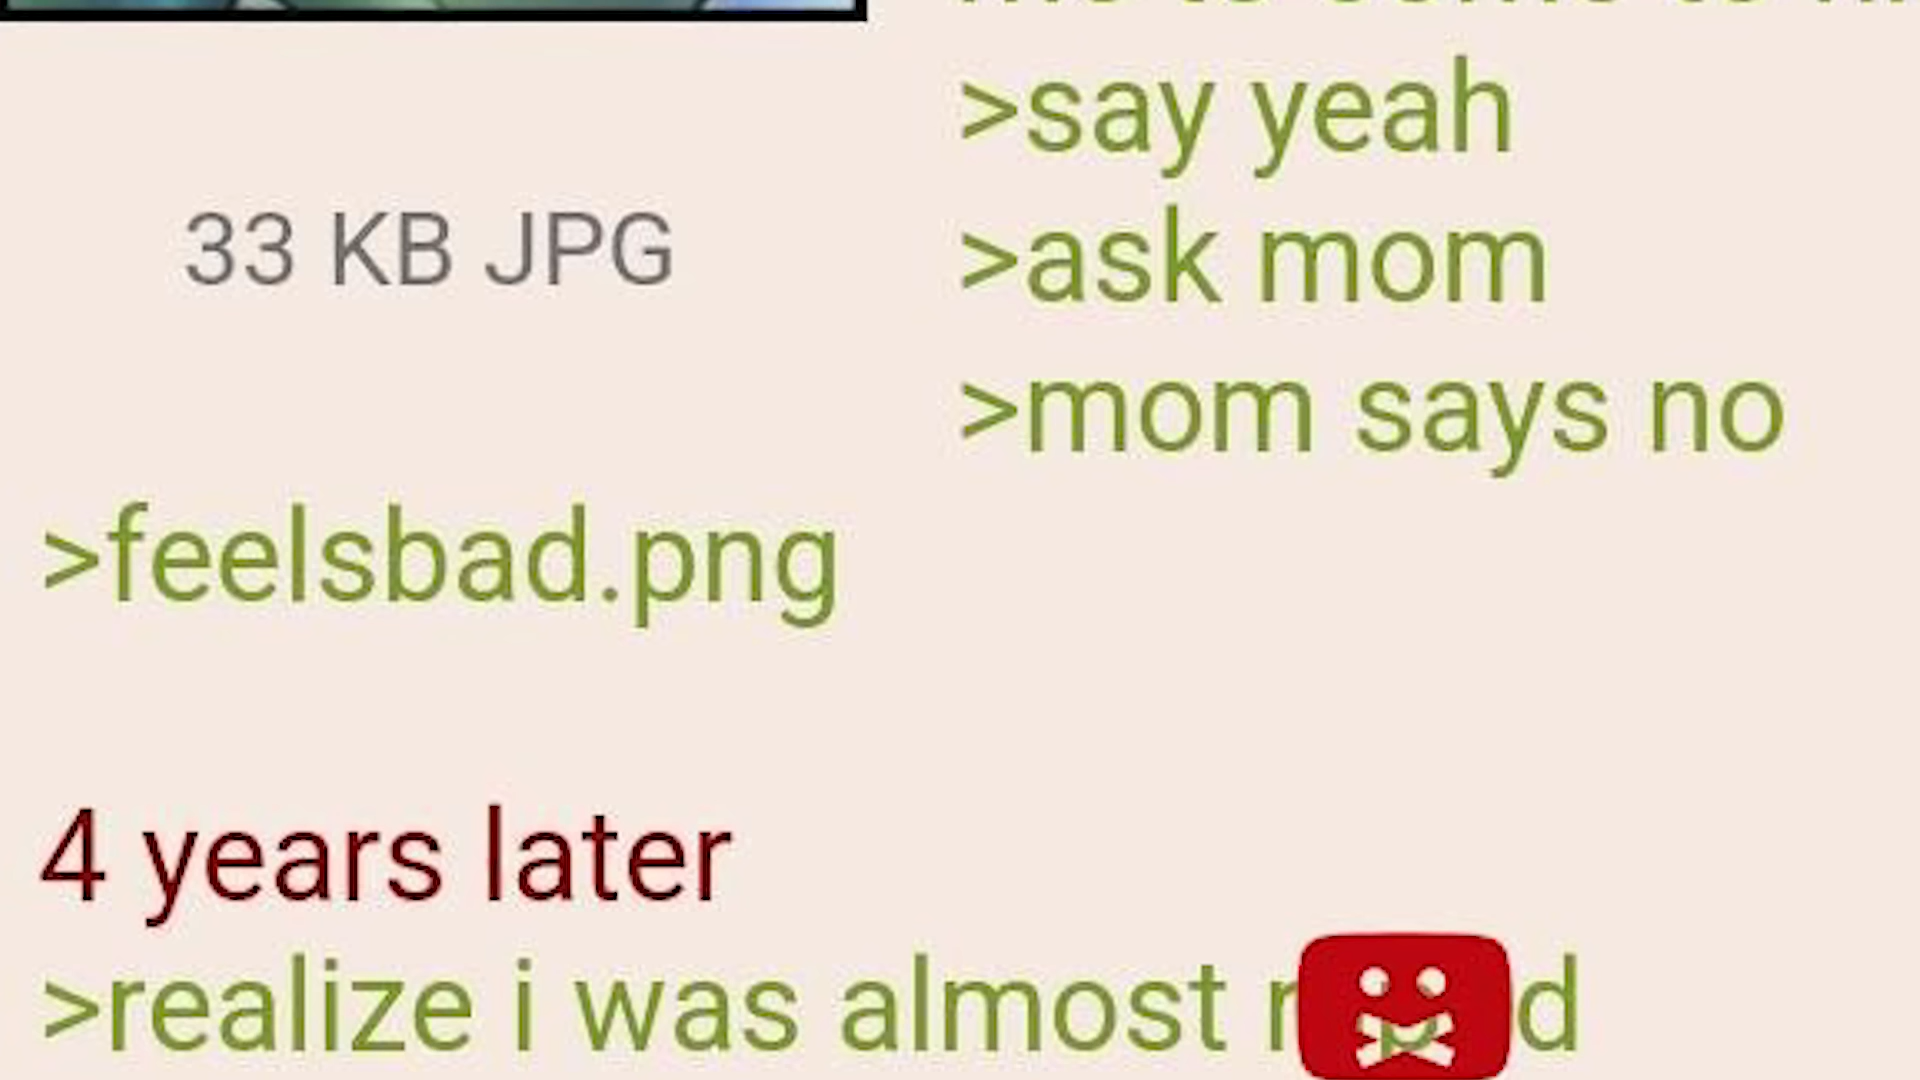 >say yeah
33 KB JPG
>ask mom
>mom says no
>feelsbad.png
4 years later
>realize i was almost